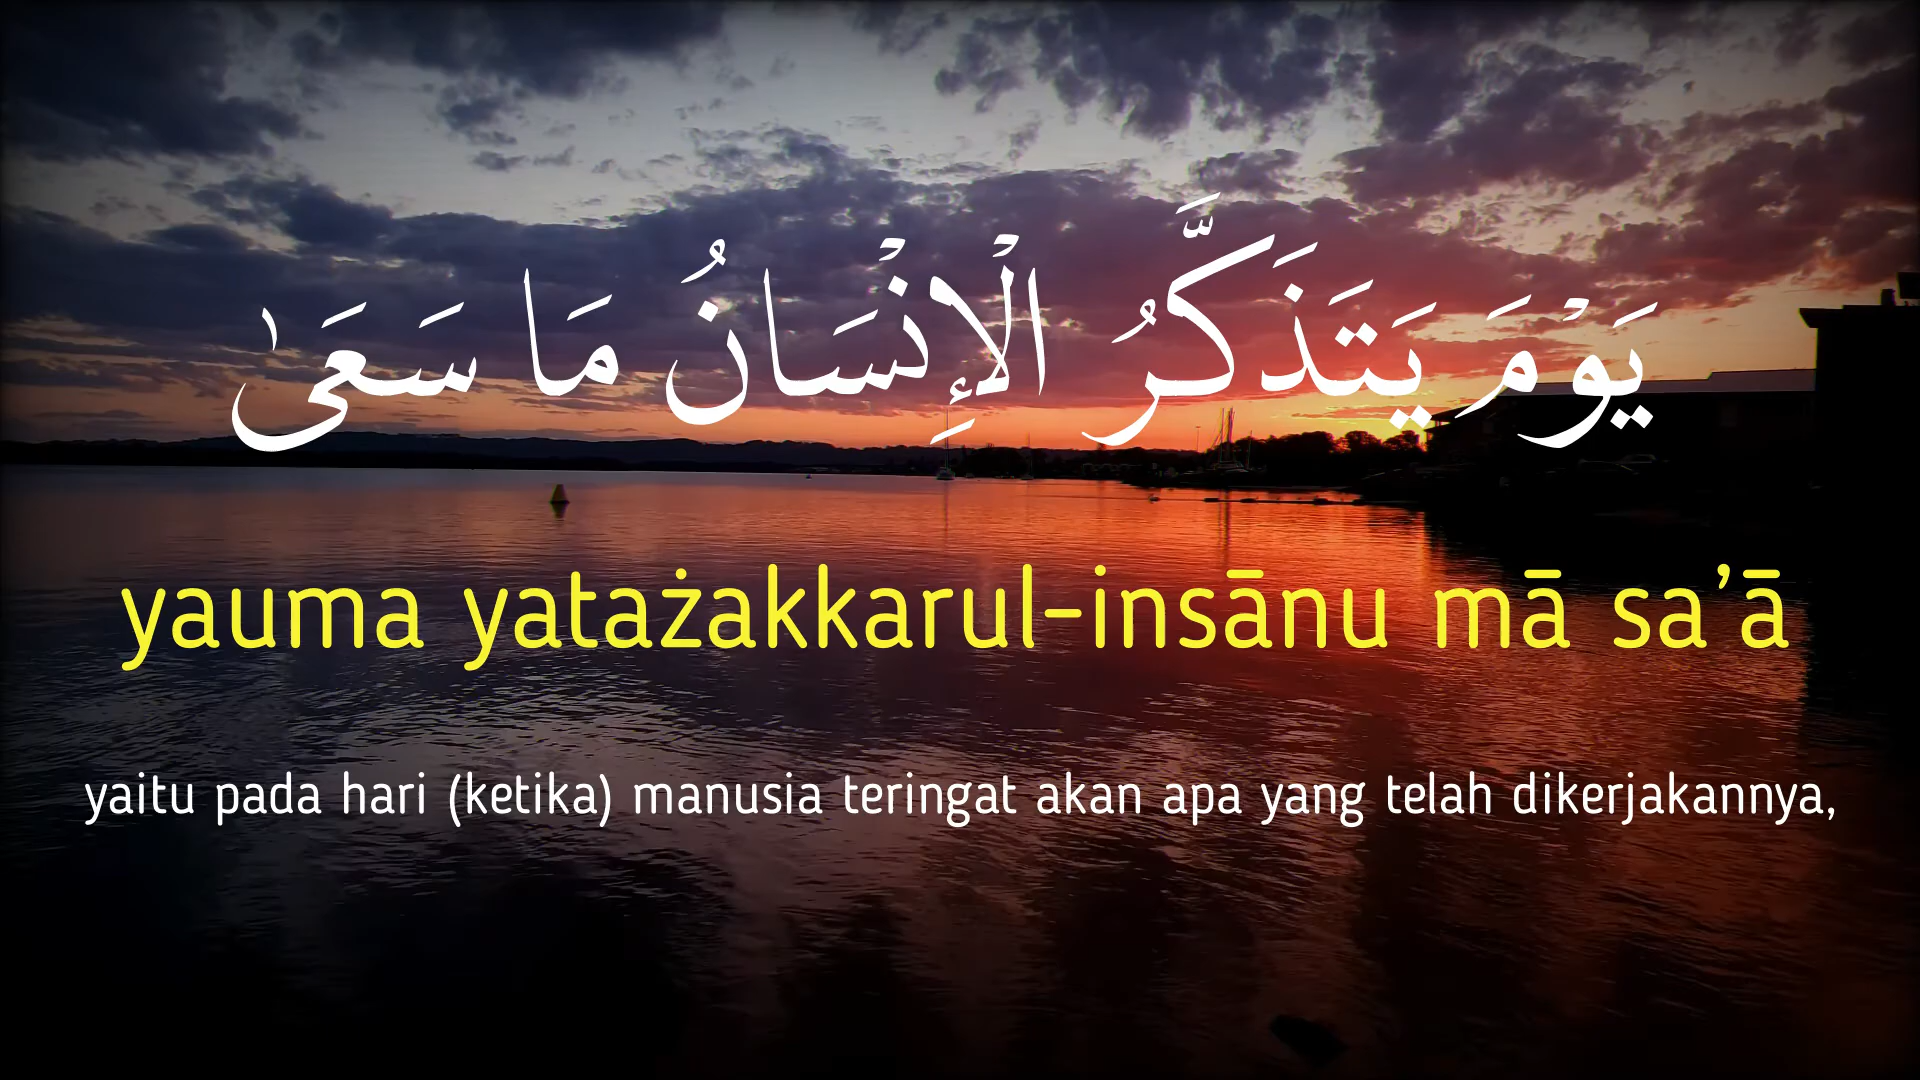 يَوْمَ يَتَذَكَّرُ الْاِنْسَانُ مَا سَعَىٰ
yauma yatażakkarul-insānu mā sa’ā
yaitu pada hari (ketika) manusia teringat akan apa yang telah dikerjakannya,